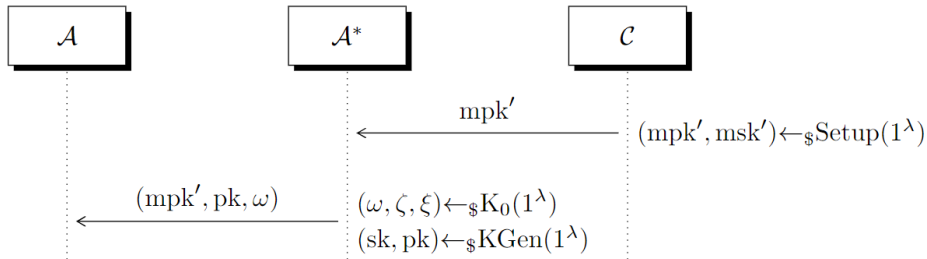 𝒜 𝒜* 𝒞
mpk′
(mpk′, msk′)←$Setup(1^λ)
(mpk′, pk, ω) (ω, ζ, ξ)←$K₀(1^λ)
(sk, pk)←$KGen(1^λ)